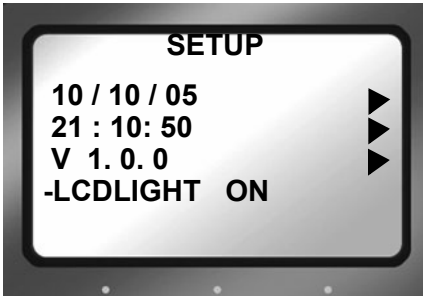 SETUP
10 / 10 / 05
21 : 10: 50
V 1. 0. 0
-LCDLIGHT ON